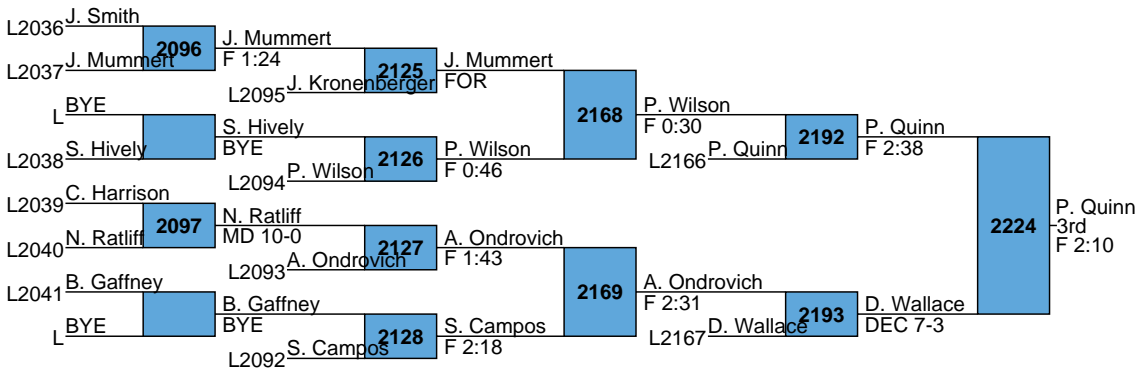 L2036 J. Smith
2096
L2037 J. Mummert
J. Mummert
F 1:24
2125
L2095 J. Kronenberger
J. Mummert
FOR
L BYE
L2038 S. Hively
S. Hively
BYE
2126
L2094 P. Wilson
P. Wilson
F 0:46
2168
P. Wilson
F 0:30
2192
L2166 P. Quinn
P. Quinn
F 2:38
L2039 C. Harrison
2097
L2040 N. Ratliff
N. Ratliff
MD 10-0
2127
L2093 A. Ondrovich
A. Ondrovich
F 1:43
L2041 B. Gaffney
L BYE
B. Gaffney
BYE
2128
L2092 S. Campos
S. Campos
F 2:18
2169
A. Ondrovich
F 2:31
2193
L2167 D. Wallace
D. Wallace
DEC 7-3
2224
P. Quinn
3rd
F 2:10